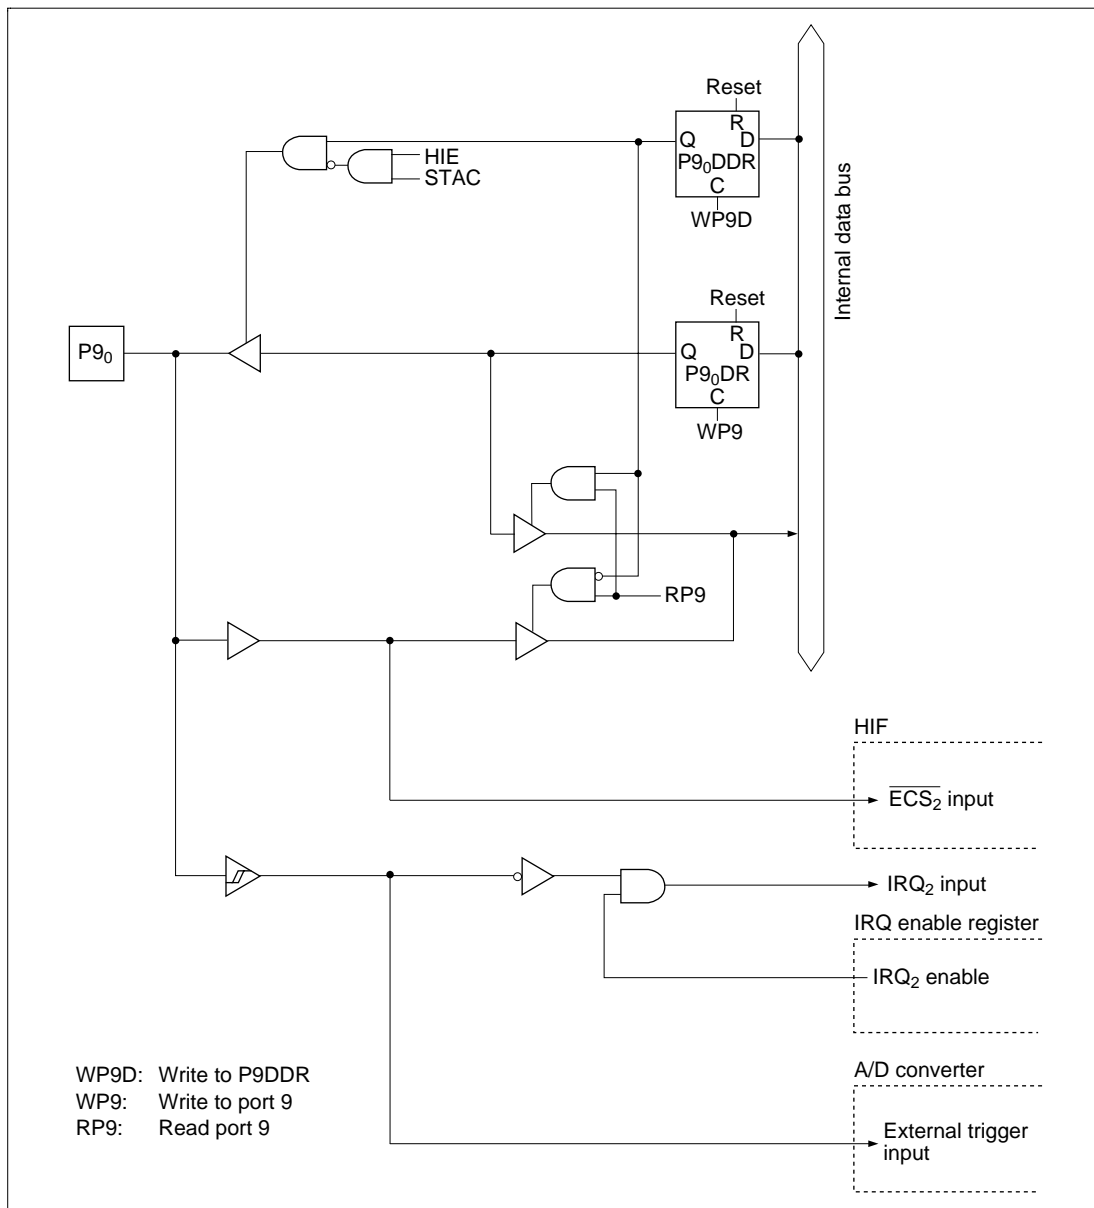 Reset
R
Q D
P9₀DDR
C
WP9D
HIE
STAC
Internal data bus
Reset
R
Q D
P9₀DR
C
WP9
P9₀
RP9
HIF
E̅C̅S̅₂̅ input
IRQ₂ input
IRQ enable register
IRQ₂ enable
A/D converter
External trigger
input
WP9D: Write to P9DDR
WP9: Write to port 9
RP9: Read port 9